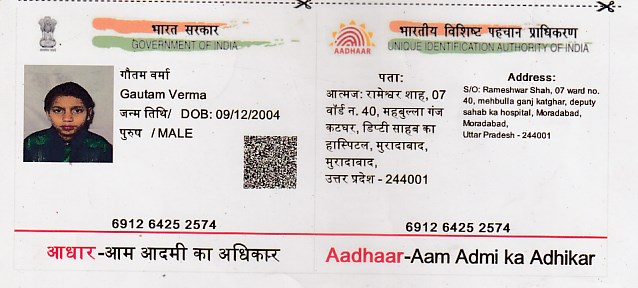 भारत सरकार
GOVERNMENT OF INDIA
गौतम वर्मा
Gautam Verma
जन्म तिथि/ DOB: 09/12/2004
पुरुष / MALE
6912 6425 2574
आधार-आम आदमी का अधिकार
AADHAAR
भारतीय विशिष्ट पहचान प्राधिकरण
UNIQUE IDENTIFICATION AUTHORITY OF INDIA
पता:
आत्मज: रामेश्वर शाह, 07
वॉर्ड न. 40, महबुल्ला गंज
कटघर, डिप्टी साहब का
हास्पिटल, मुरादाबाद,
मुरादाबाद,
उत्तर प्रदेश - 244001
Address:
S/O: Rameshwar Shah, 07 ward no.
40, mehbulla ganj katghar, deputy
sahab ka hospital, Moradabad,
Moradabad,
Uttar Pradesh - 244001
6912 6425 2574
Aadhaar-Aam Admi ka Adhikar